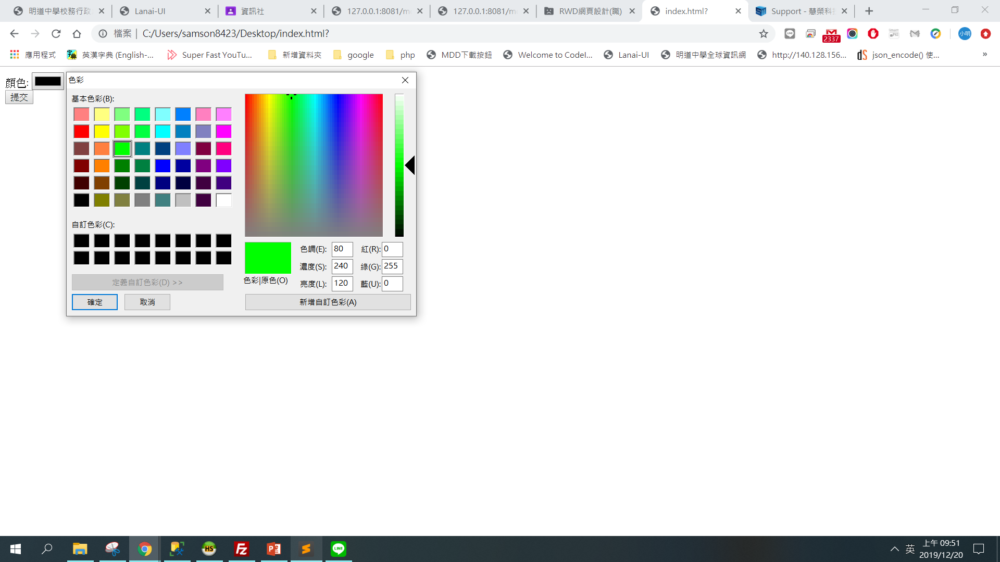 明道中學校務行政
Lanai-UI
資訊社
127.0.0.1:8081/m
127.0.0.1:8081/m
RWD網頁設計(職)
index.html?
Support - 慧榮科
檔案
C:/Users/samson8423/Desktop/index.html?
2337
小明
應用程式
英漢字典 (English-...
Super Fast YouTu...
新增資料夾
google
php
MDD下載按鈕
Welcome to CodeI...
Lanai-UI
明道中學全球資訊網
http://140.128.156...
dS
json_encode() 使...
»
顏色:
提交
色彩
基本色彩(B):
自訂色彩(C):
定義自訂色彩(D) >>
確定
取消
色彩|原色(O)
色調(E): 80
紅(R): 0
濃度(S): 240
綠(G): 255
亮度(L): 120
藍(U): 0
新增自訂色彩(A)
HS
Fz
P
LINE
英
上午 09:51
2019/12/20